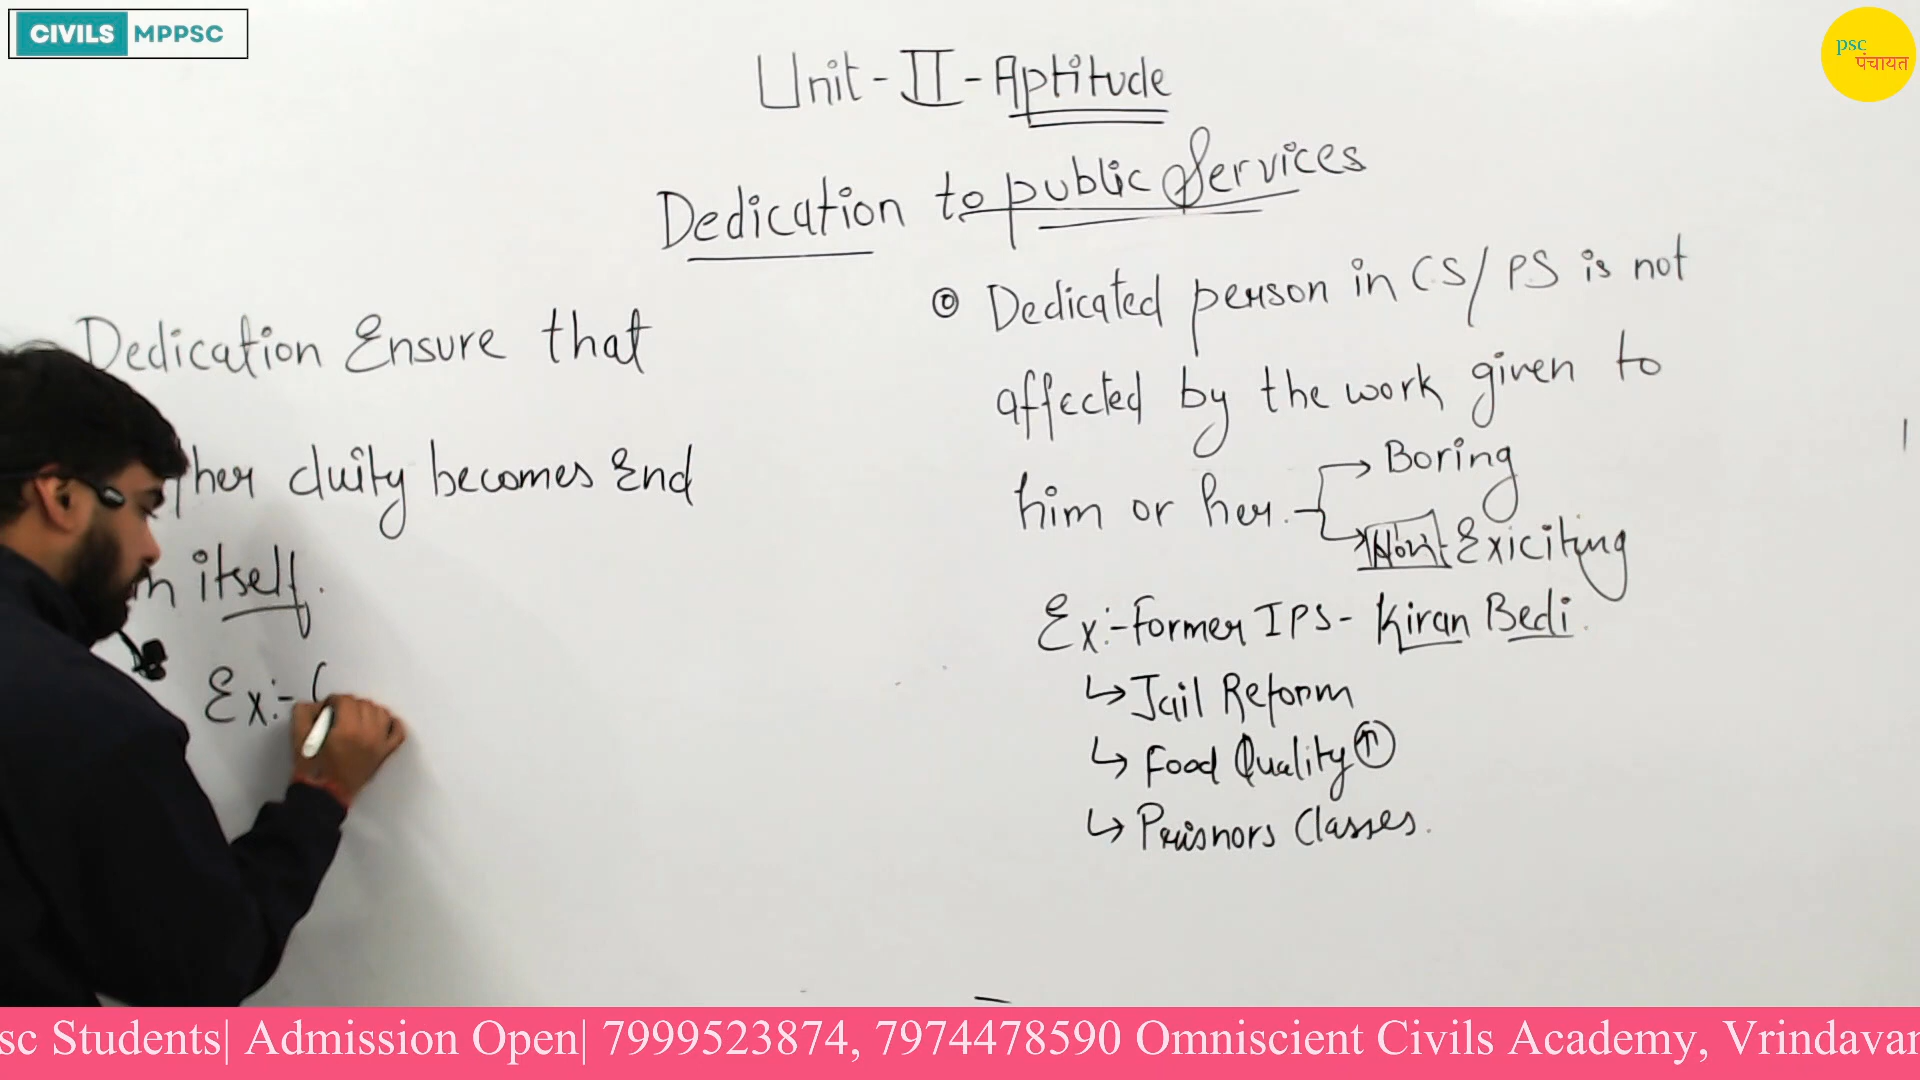 CIVILS MPPSC
psc
पंचायत
Unit - II - Aptitude
Dedication to public Services
Dedication Ensure that
her duity becomes End
itself.
Ex:- (
Dedicated person in CS/PS is not
affected by the work given to
him or her.
Boring
Exiciting
Ex:- Former IPS - Kiran Bedi.
Jail Reform
Food Quality ↑
Prisnors Classes.
sc Students| Admission Open| 7999523874, 7974478590 Omniscient Civils Academy, Vrindavan